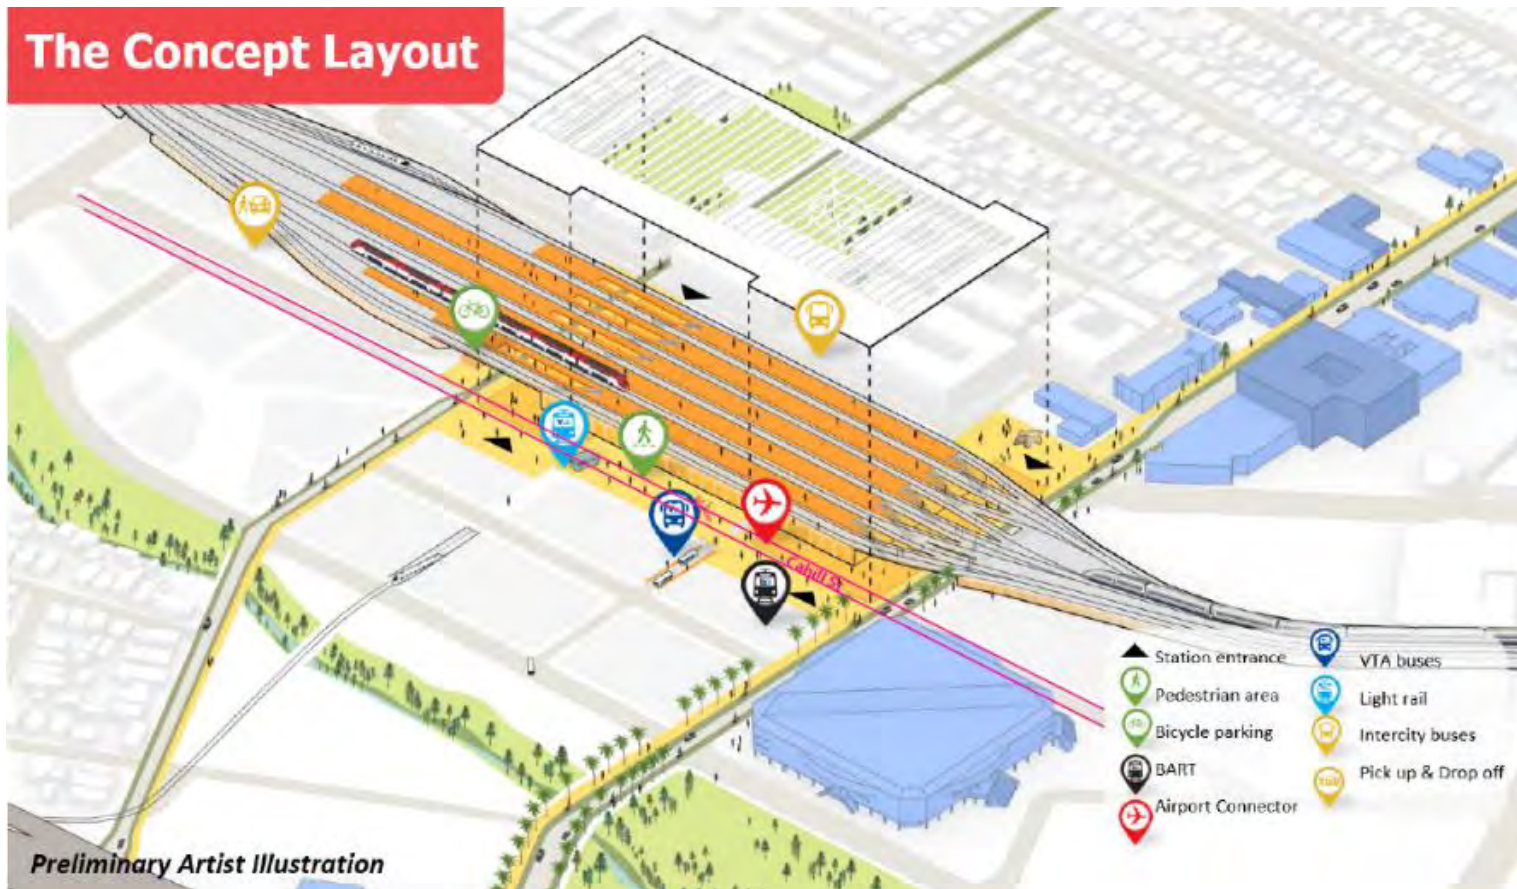 The Concept Layout
Cahill St
Station entrance
Pedestrian area
Bicycle parking
BART
Airport Connector
VTA buses
Light rail
Intercity buses
Pick up & Drop off
Preliminary Artist Illustration